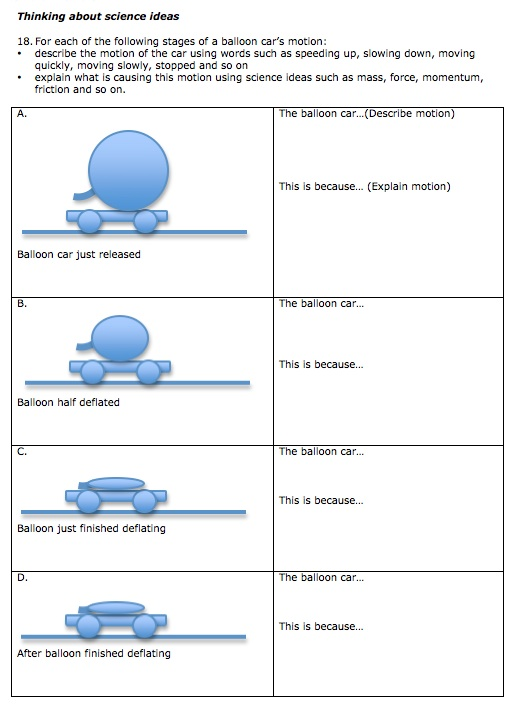 Thinking about science ideas
18. For each of the following stages of a balloon car's motion:
• describe the motion of the car using words such as speeding up, slowing down, moving
quickly, moving slowly, stopped and so on
• explain what is causing this motion using science ideas such as mass, force, momentum,
friction and so on.
A.
The balloon car...(Describe motion)
This is because... (Explain motion)
Balloon car just released
B.
The balloon car...
This is because...
Balloon half deflated
C.
The balloon car...
This is because...
Balloon just finished deflating
D.
The balloon car...
This is because...
After balloon finished deflating